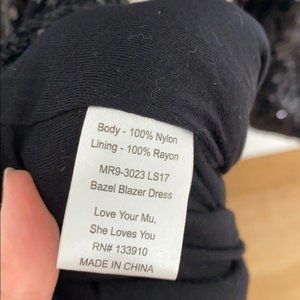 Body - 100% Nylon
Lining - 100% Rayon
MR9-3023 LS17
Bazel Blazer Dress
Love Your Mu,
She Loves You
RN# 133910
MADE IN CHINA